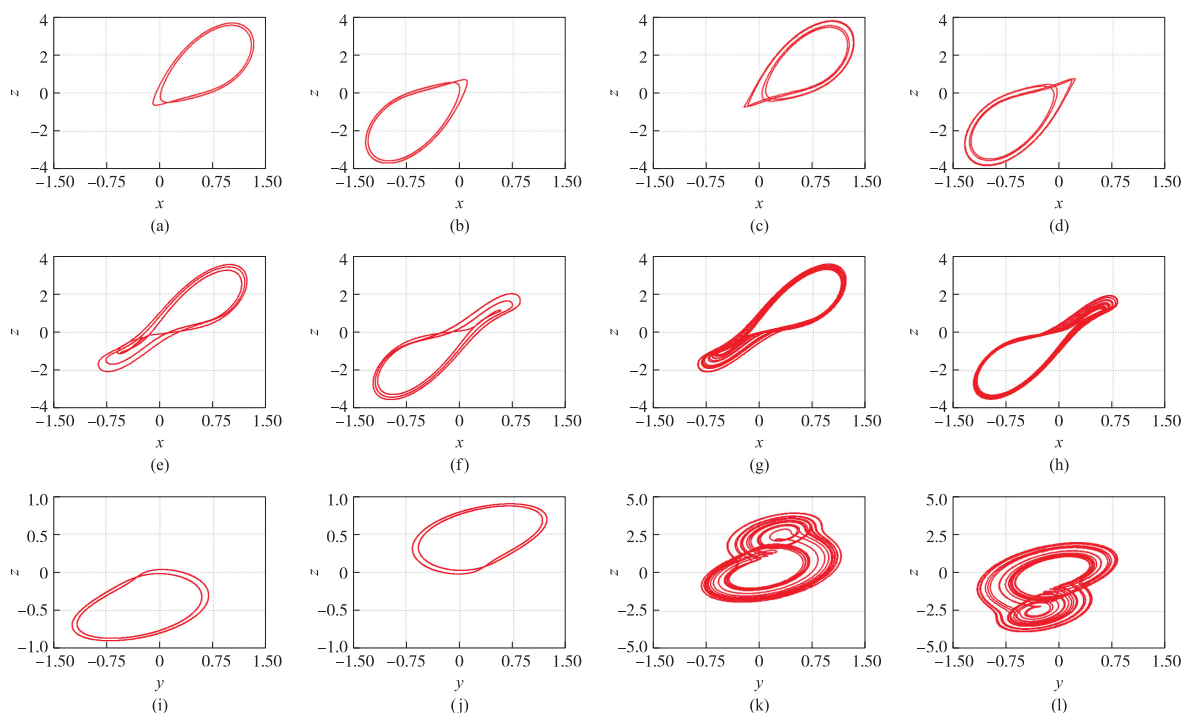 4 4 4 4
2 2 2 2
z 0 z 0 z 0 z 0
−2 −2 −2 −2
−4 −4 −4 −4
−1.50 −0.75 0 0.75 1.50 −1.50 −0.75 0 0.75 1.50 −1.50 −0.75 0 0.75 1.50 −1.50 −0.75 0 0.75 1.50
x x x x
(a) (b) (c) (d)
4 4 4 4
2 2 2 2
z 0 z 0 z 0 z 0
−2 −2 −2 −2
−4 −4 −4 −4
−1.50 −0.75 0 0.75 1.50 −1.50 −0.75 0 0.75 1.50 −1.50 −0.75 0 0.75 1.50 −1.50 −0.75 0 0.75 1.50
x x x x
(e) (f) (g) (h)
1.0 1.0 5.0 5.0
0.5 0.5 2.5 2.5
z 0 z 0 z 0 z 0
−0.5 −0.5 −2.5 −2.5
−1.0 −1.0 −5.0 −5.0
−1.50 −0.75 0 0.75 1.50 −1.50 −0.75 0 0.75 1.50 −1.50 −0.75 0 0.75 1.50 −1.50 −0.75 0 0.75 1.50
y y y y
(i) (j) (k) (l)